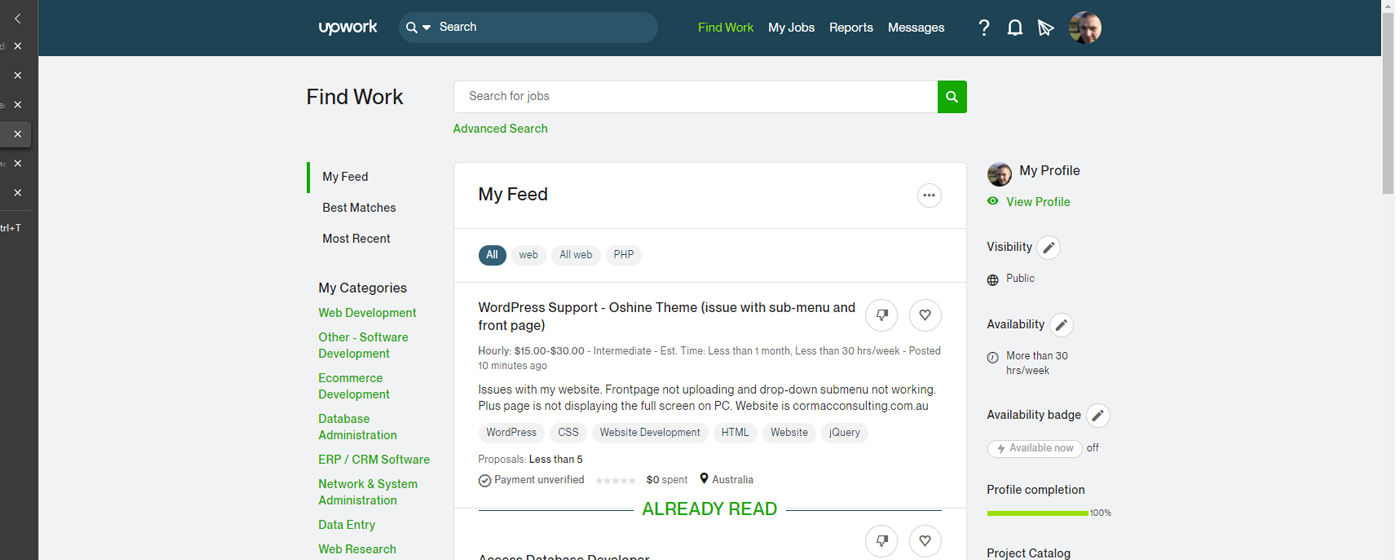 upwork
Search
Find Work
My Jobs
Reports
Messages
Find Work
Search for jobs
Advanced Search
My Feed
Best Matches
Most Recent
My Categories
Web Development
Other - Software
Development
Ecommerce
Development
Database
Administration
ERP / CRM Software
Network & System
Administration
Data Entry
Web Research
My Feed
All
web
All web
PHP
WordPress Support - Oshine Theme (issue with sub-menu and
front page)
Hourly: $15.00-$30.00 - Intermediate - Est. Time: Less than 1 month, Less than 30 hrs/week - Posted
10 minutes ago
Issues with my website. Frontpage not uploading and drop-down submenu not working.
Plus page is not displaying the full screen on PC. Website is cormacconsulting.com.au
WordPress
CSS
Website Development
HTML
Website
jQuery
Proposals: Less than 5
Payment unverified
$0 spent
Australia
ALREADY READ
Access Database Developer
My Profile
View Profile
Visibility
Public
Availability
More than 30
hrs/week
Availability badge
Available now
off
Profile completion
100%
Project Catalog
trl+T